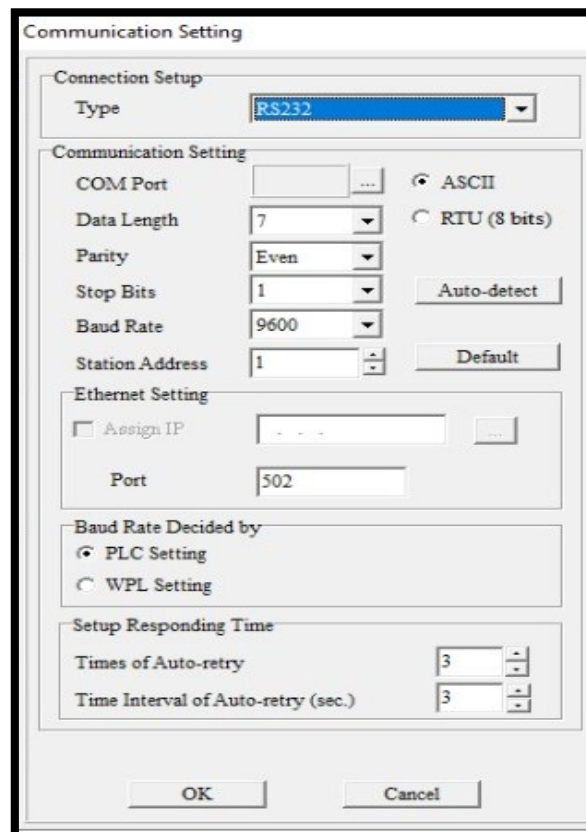 Communication Setting
Connection Setup
Type RS232
Communication Setting
COM Port ... ASCII
Data Length 7 RTU (8 bits)
Parity Even
Stop Bits 1 Auto-detect
Baud Rate 9600
Station Address 1 Default
Ethernet Setting
Assign IP . . . ...
Port 502
Baud Rate Decided by
PLC Setting
WPL Setting
Setup Responding Time
Times of Auto-retry 3
Time Interval of Auto-retry (sec.) 3
OK Cancel